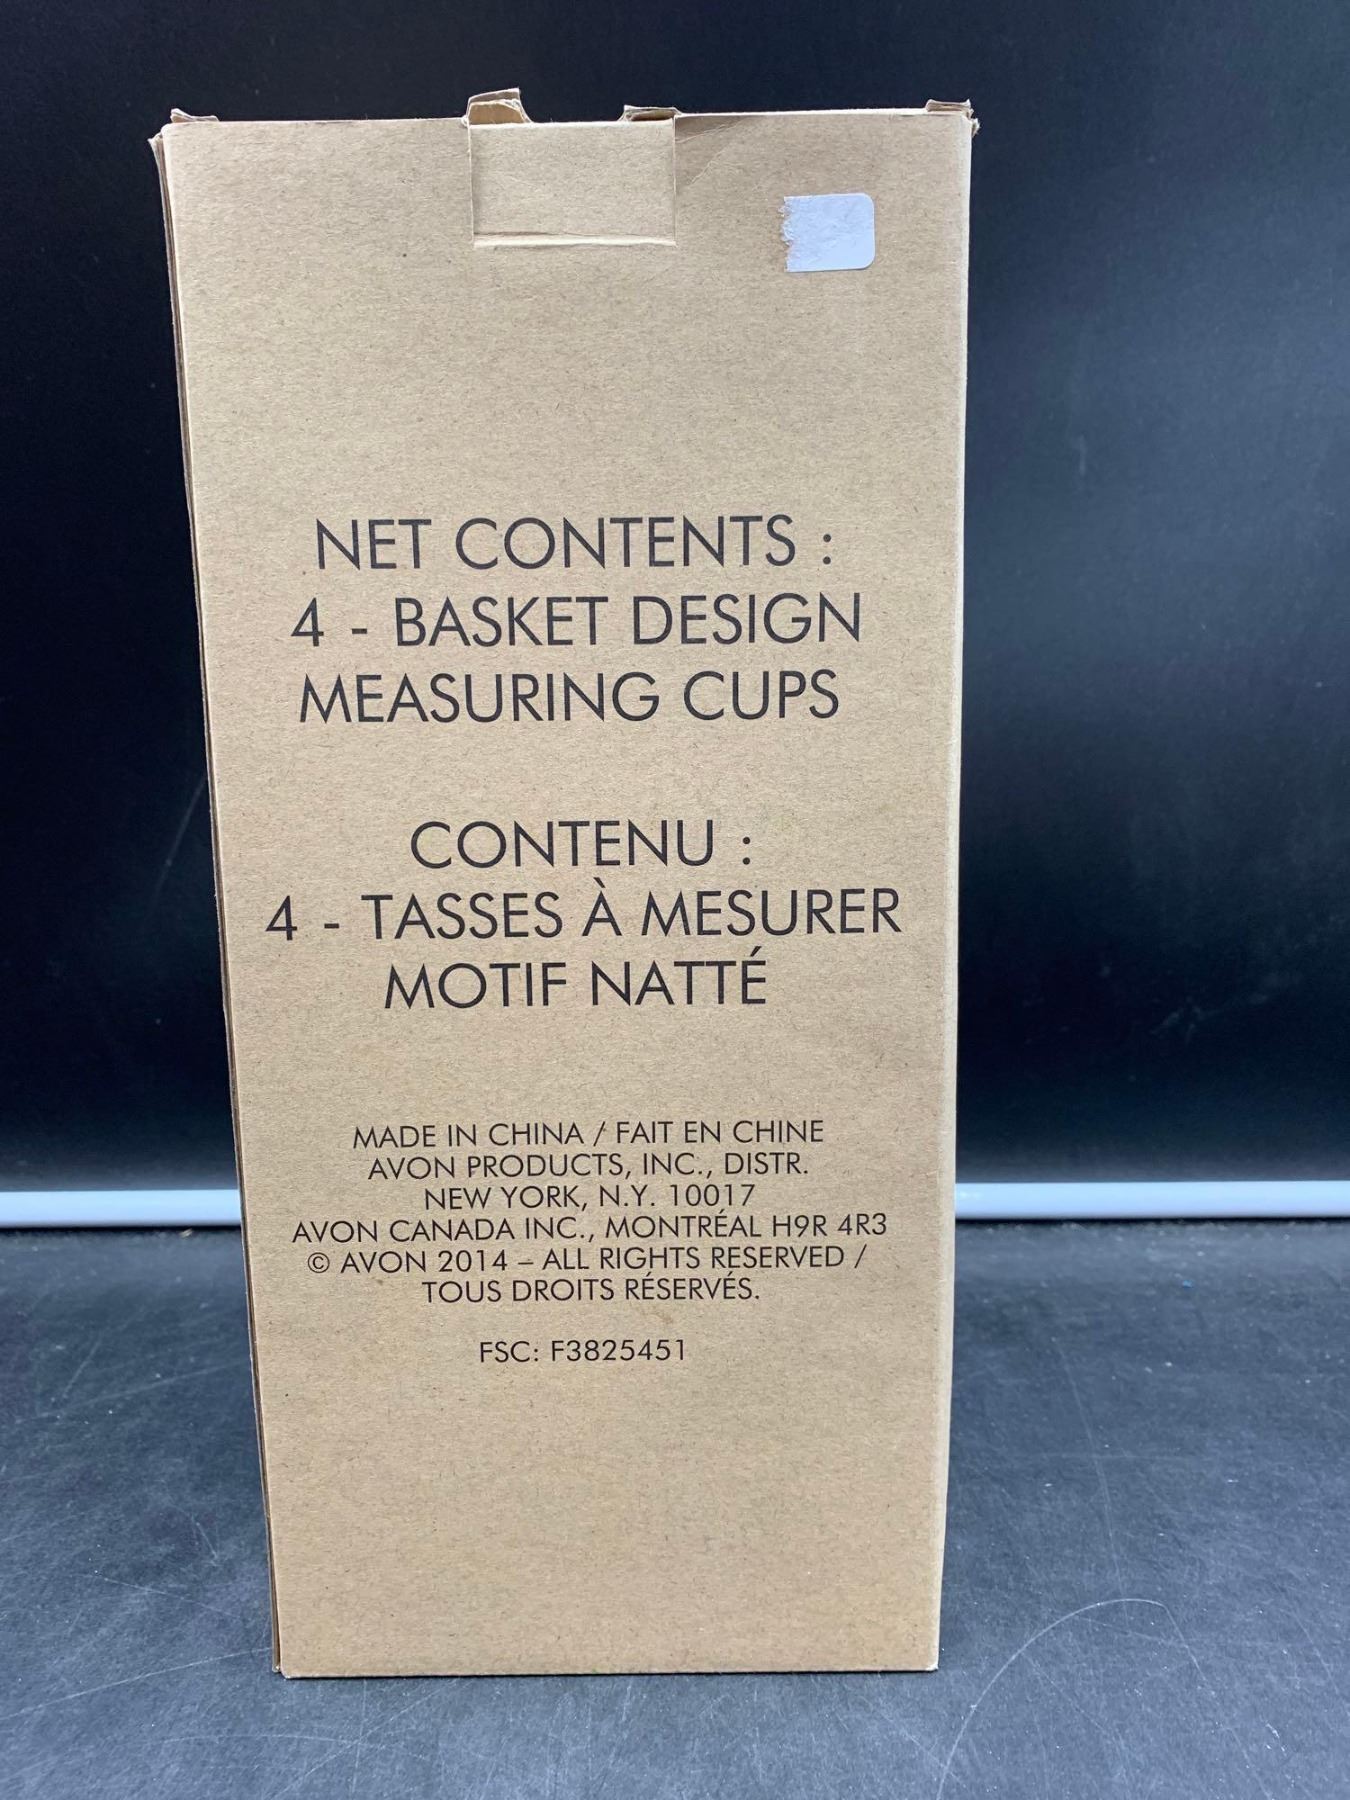 NET CONTENTS :
4 - BASKET DESIGN
MEASURING CUPS
CONTENU :
4 - TASSES À MESURER
MOTIF NATTÉ
MADE IN CHINA / FAIT EN CHINE
AVON PRODUCTS, INC., DISTR.
NEW YORK, N.Y. 10017
AVON CANADA INC., MONTRÉAL H9R 4R3
© AVON 2014 – ALL RIGHTS RESERVED /
TOUS DROITS RÉSERVÉS.
FSC: F3825451